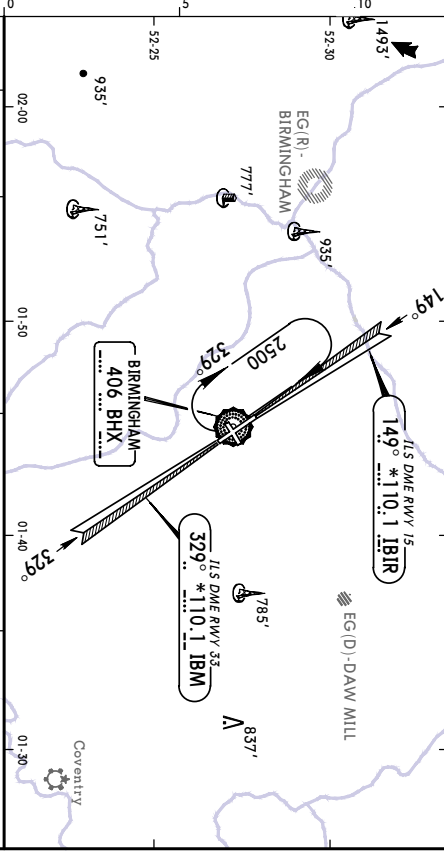 0
5
10
52-25
52-30
1493'
935'
02-00
EG(R)-
BIRMINGHAM
777'
751'
935'
01-50
149°
2500
329°
BIRMINGHAM
406 BHX
ILS DME RWY 15
149° *110.1 IBIR
ILS DME RWY 33
329° *110.1 IBM
329°
01-40
785'
EG(D)-DAW MILL
837'
01-30
Coventry